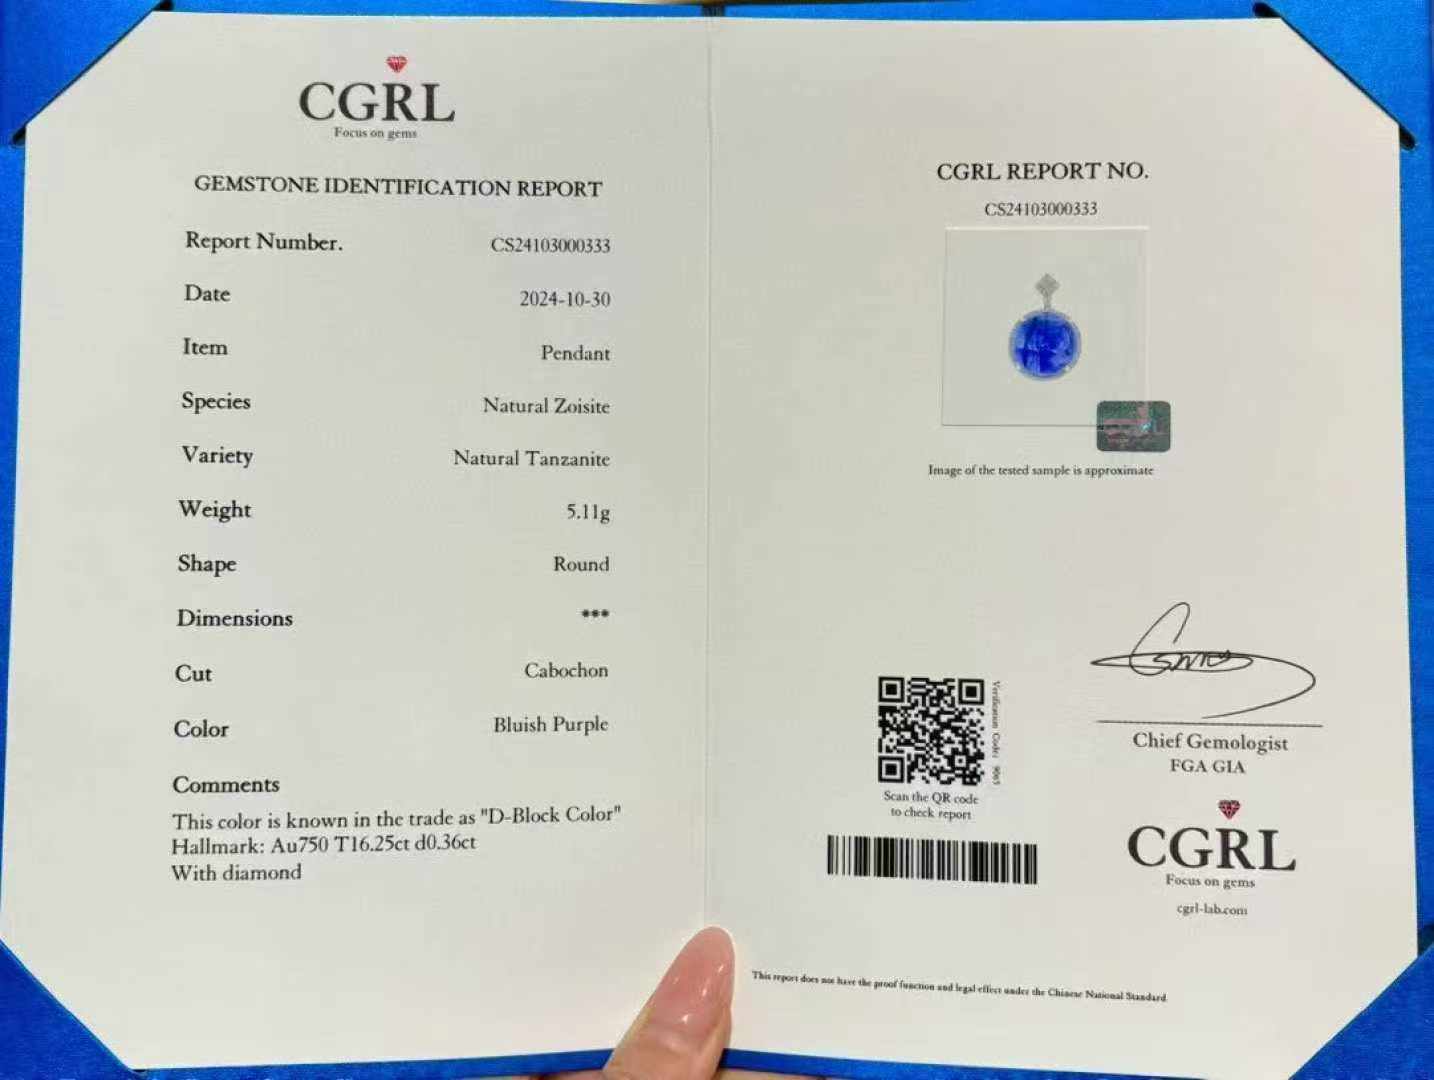 CGRL
Focus on gems
GEMSTONE IDENTIFICATION REPORT
Report Number. CS24103000333
Date 2024-10-30
Item Pendant
Species Natural Zoisite
Variety Natural Tanzanite
Weight 5.11g
Shape Round
Dimensions ***
Cut Cabochon
Color Bluish Purple
Comments
This color is known in the trade as "D-Block Color"
Hallmark: Au750 T16.25ct d0.36ct
With diamond
CGRL REPORT NO.
CS24103000333
Image of the tested sample is approximate
Verification Code: 9065
Scan the QR code
to check report
Chief Gemologist
FGA GIA
CGRL
Focus on gems
cgrl-lab.com
This report does not have the proof function and legal effect under the Chinese National Standard.